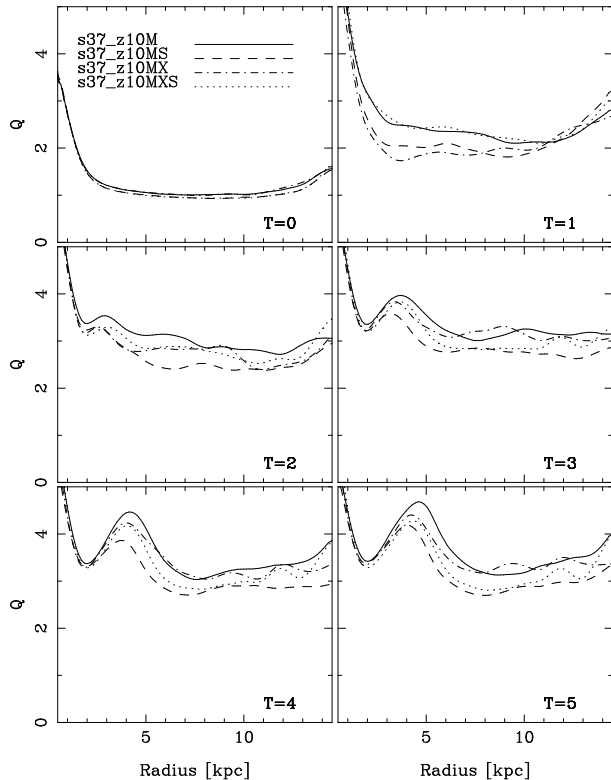 s37_z10M
s37_z10MS
s37_z10MX
s37_z10MXS
4
2
0
Q
T=0
T=1
4
2
0
Q
T=2
T=3
4
2
0
Q
T=4
T=5
5 10
5 10
Radius [kpc]
Radius [kpc]